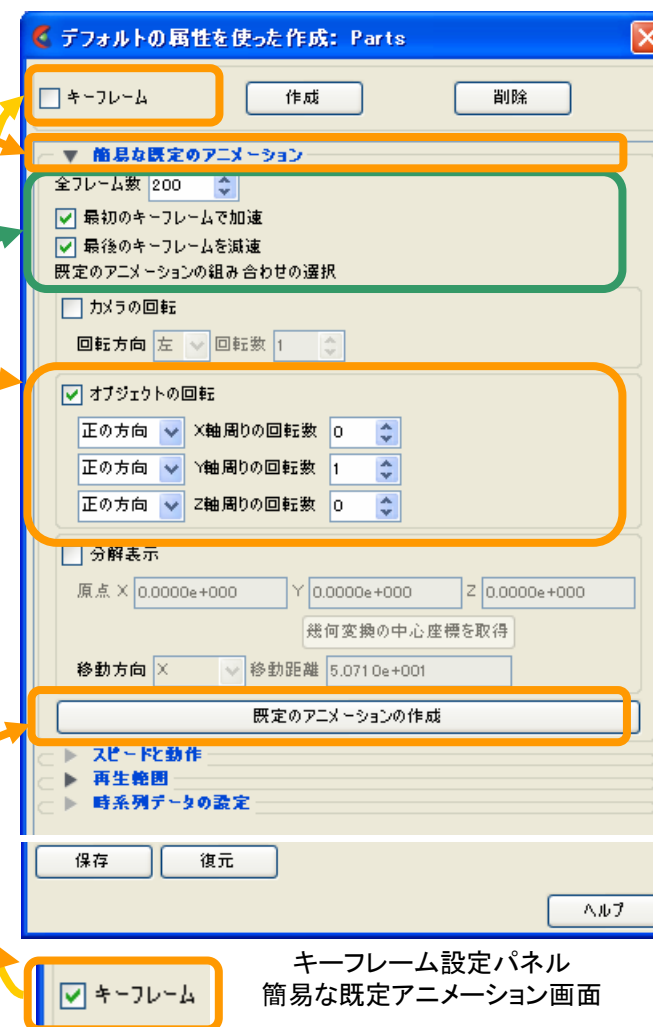 デフォルトの属性を使った作成: Parts
キーフレーム 作成 削除
▼ 簡易な既定のアニメーション
全フレーム数 200
最初のキーフレームで加速
最後のキーフレームを減速
既定のアニメーションの組み合わせの選択
カメラの回転
回転方向 左 回転数 1
オブジェクトの回転
正の方向 X軸周りの回転数 0
正の方向 Y軸周りの回転数 1
正の方向 Z軸周りの回転数 0
分解表示
原点 X 0.0000e+000 Y 0.0000e+000 Z 0.0000e+000
幾何変換の中心座標を取得
移動方向 X 移動距離 5.0710e+001
既定のアニメーションの作成
▶ スピードと動作
▶ 再生範囲
▶ 時系列データの設定
保存 復元
ヘルプ
キーフレーム
キーフレーム設定パネル
簡易な既定アニメーション画面